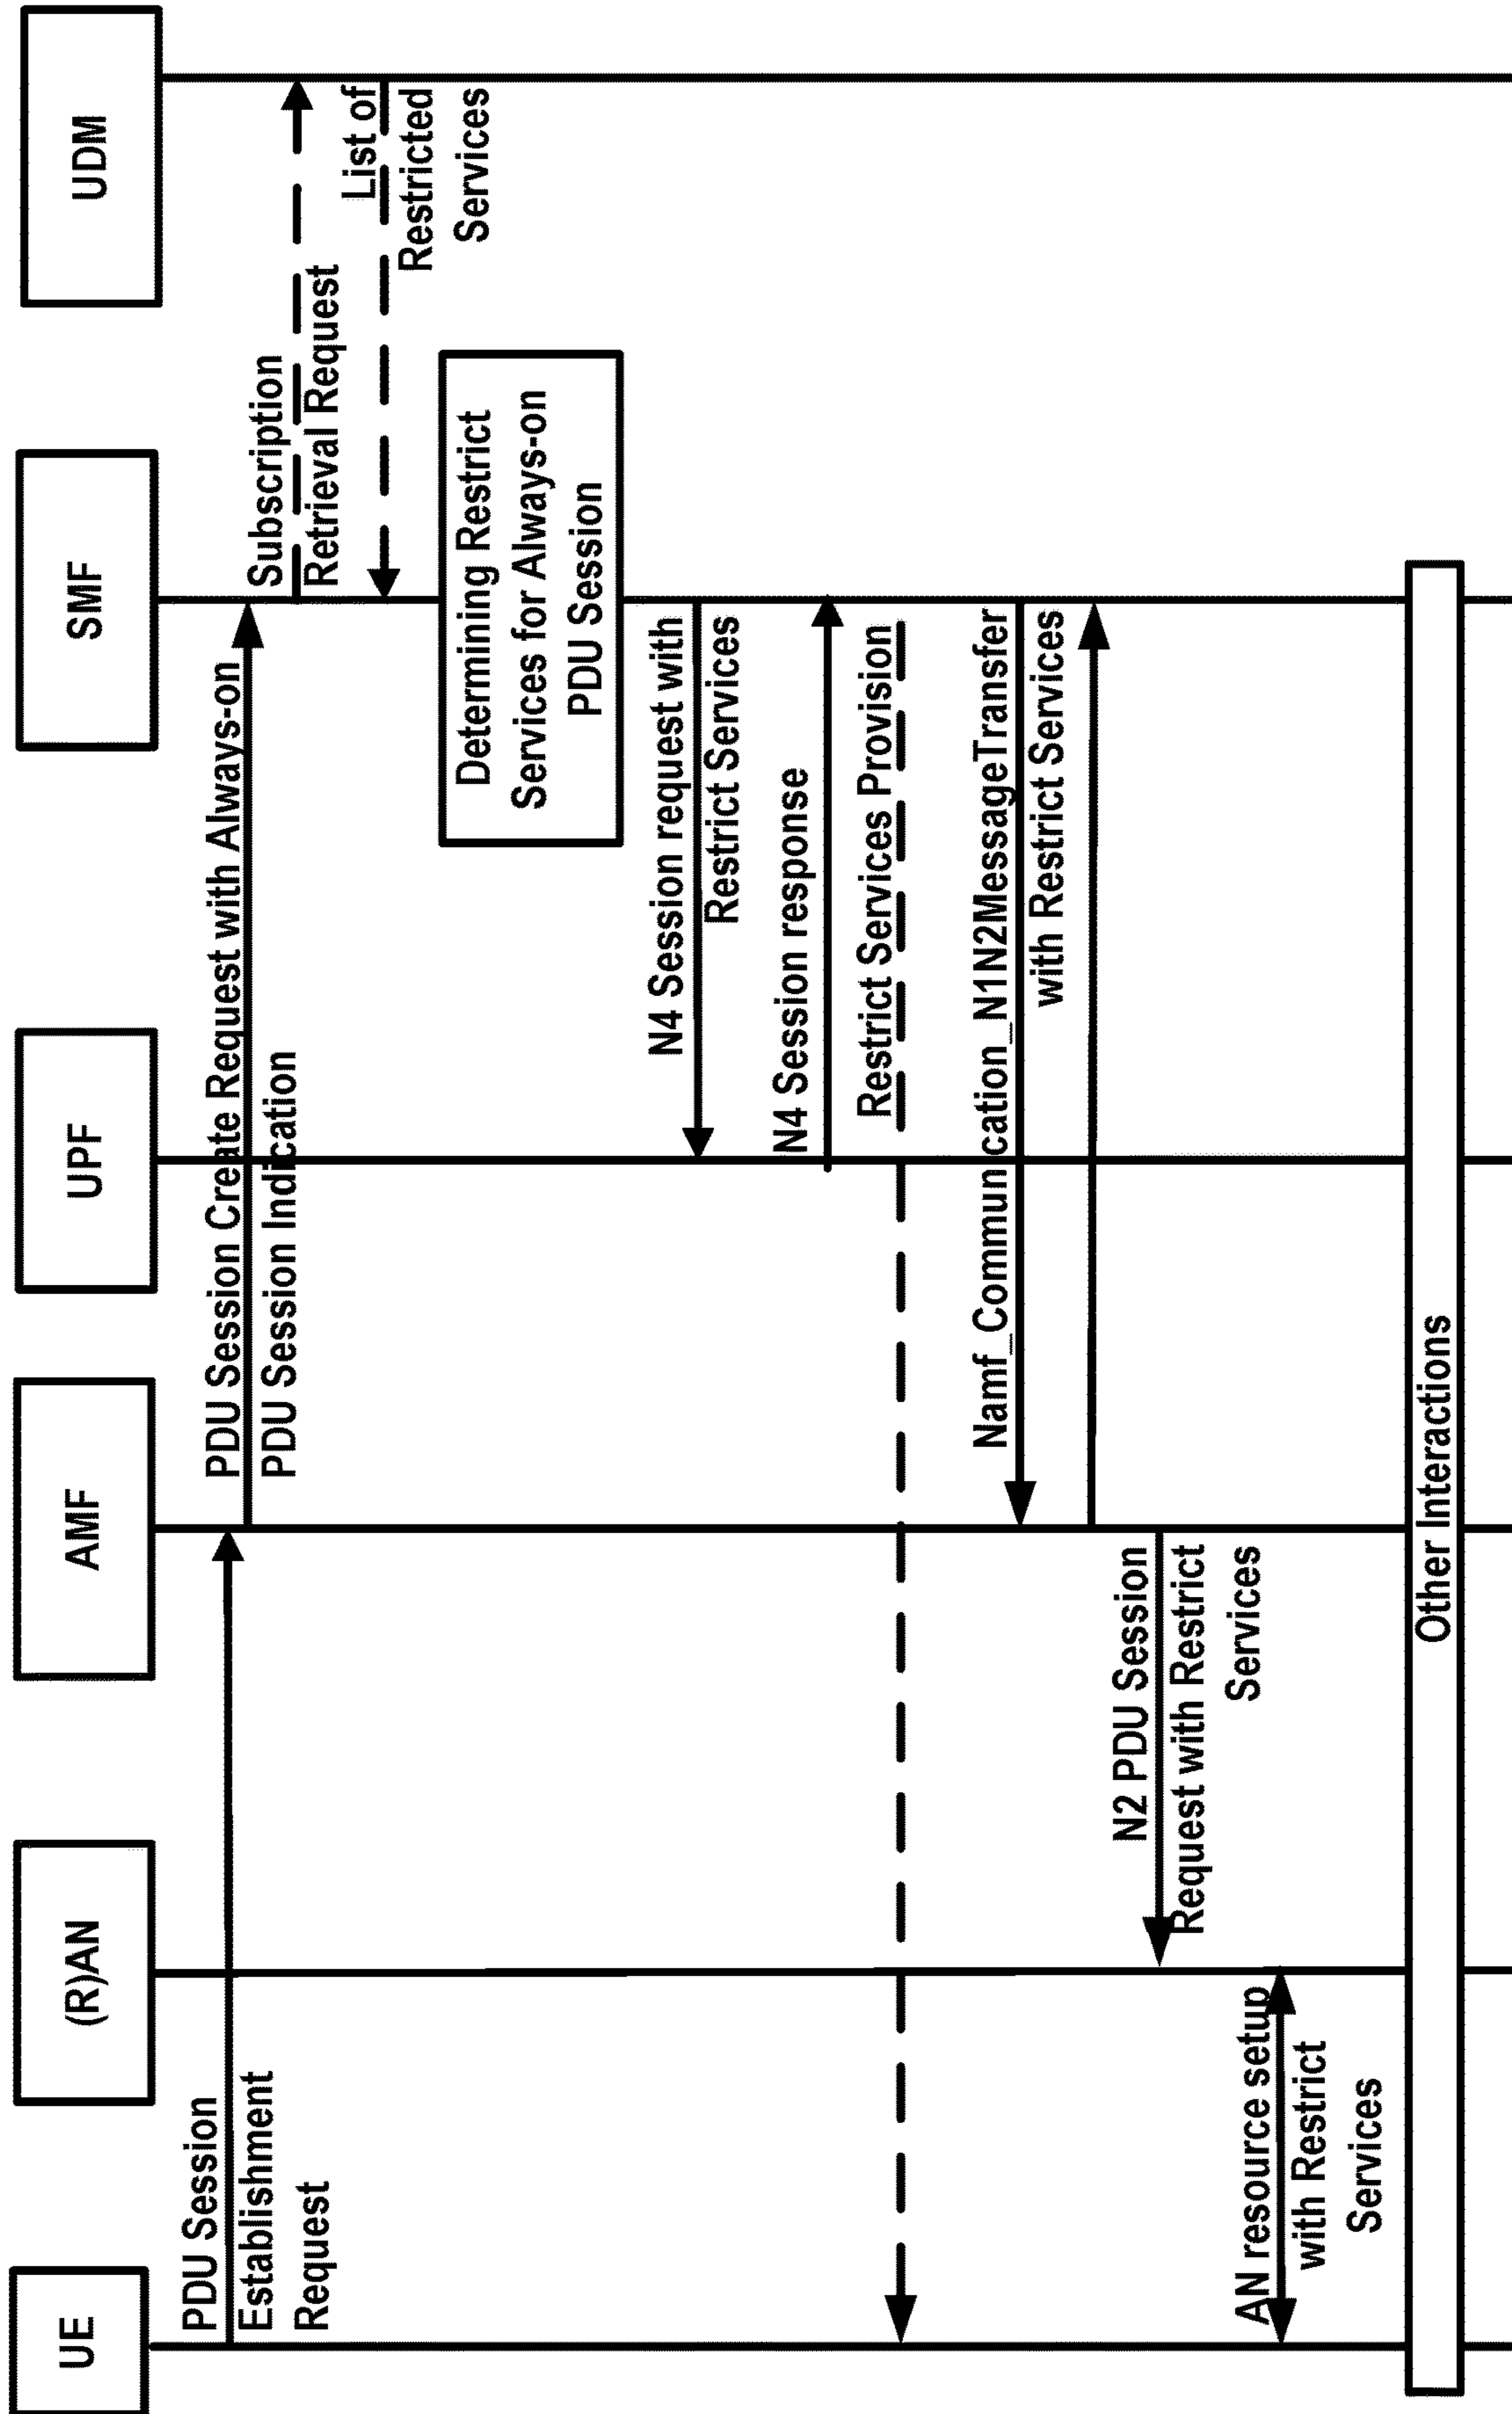 UE
(R)AN
AMF
UPF
SMF
UDM
PDU Session
Establishment
Request
PDU Session Create Request with Always-on
PDU Session Indication
Subscription
Retrieval Request
List of
Restricted
Services
Determining Restrict
Services for Always-on
PDU Session
N4 Session request with
Restrict Services
N4 Session response
Restrict Services Provision
Namf_Communication_N1N2MessageTransfer
with Restrict Services
N2 PDU Session
Request with Restrict
Services
AN resource setup
with Restrict
Services
Other Interactions